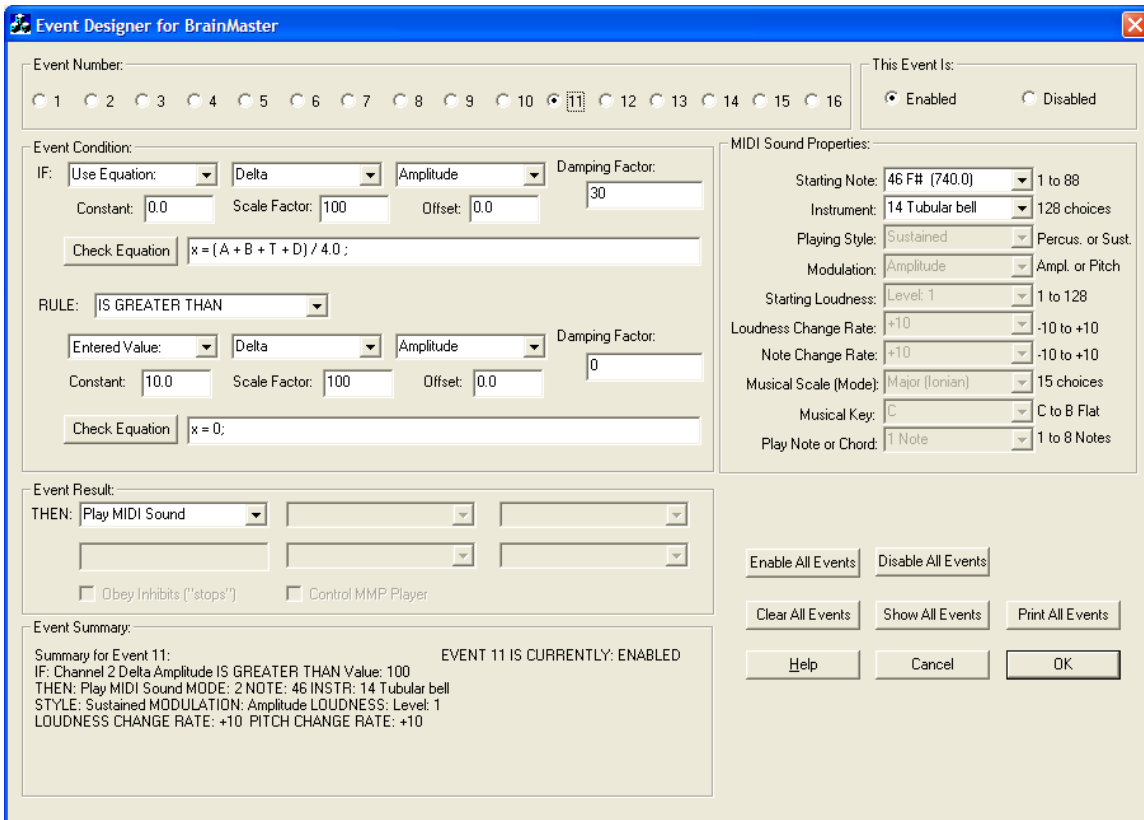 Event Designer for BrainMaster
Event Number:
1 2 3 4 5 6 7 8 9 10 11 12 13 14 15 16
This Event Is:
Enabled Disabled
Event Condition:
IF: Use Equation: Delta Amplitude Damping Factor:
30
Constant: 0.0 Scale Factor: 100 Offset: 0.0
Check Equation x = ( A + B + T + D ) / 4.0 ;
RULE: IS GREATER THAN
Entered Value: Delta Amplitude Damping Factor:
0
Constant: 10.0 Scale Factor: 100 Offset: 0.0
Check Equation x = 0;
MIDI Sound Properties:
Starting Note: 46 F# (740.0) 1 to 88
Instrument: 14 Tubular bell 128 choices
Playing Style: Sustained Percus. or Sust.
Modulation: Amplitude Ampl. or Pitch
Starting Loudness: Level: 1 1 to 128
Loudness Change Rate: +10 -10 to +10
Note Change Rate: +10 -10 to +10
Musical Scale (Mode): Major (Ionian) 15 choices
Musical Key: C C to B Flat
Play Note or Chord: 1 Note 1 to 8 Notes
Event Result:
THEN: Play MIDI Sound
Obey Inhibits ("stops") Control MMP Player
Event Summary:
Summary for Event 11: EVENT 11 IS CURRENTLY: ENABLED
IF: Channel 2 Delta Amplitude IS GREATER THAN Value: 100
THEN: Play MIDI Sound MODE: 2 NOTE: 46 INSTR: 14 Tubular bell
STYLE: Sustained MODULATION: Amplitude LOUDNESS: Level: 1
LOUDNESS CHANGE RATE: +10 PITCH CHANGE RATE: +10
Enable All Events Disable All Events
Clear All Events Show All Events Print All Events
Help Cancel OK